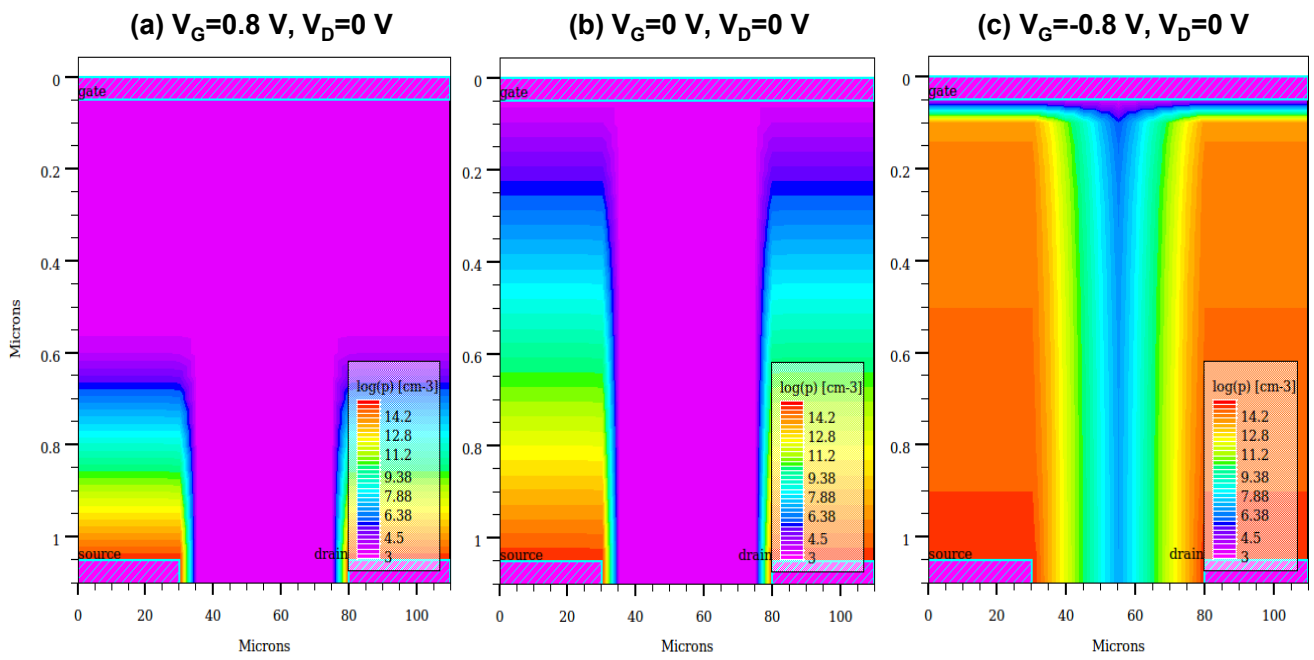 (a) V_G=0.8 V, V_D=0 V
(b) V_G=0 V, V_D=0 V
(c) V_G=-0.8 V, V_D=0 V
0
0.2
0.4
0.6
0.8
1
Microns
gate
source
drain
log(p) [cm-3]
14.2
12.8
11.2
9.38
7.88
6.38
4.5
3
0 20 40 60 80 100
Microns
0
0.2
0.4
0.6
0.8
1
gate
source
drain
log(p) [cm-3]
14.2
12.8
11.2
9.38
7.88
6.38
4.5
3
0 20 40 60 80 100
Microns
0
0.2
0.4
0.6
0.8
1
gate
source
drain
log(p) [cm-3]
14.2
12.8
11.2
9.38
7.88
6.38
4.5
3
0 20 40 60 80 100
Microns